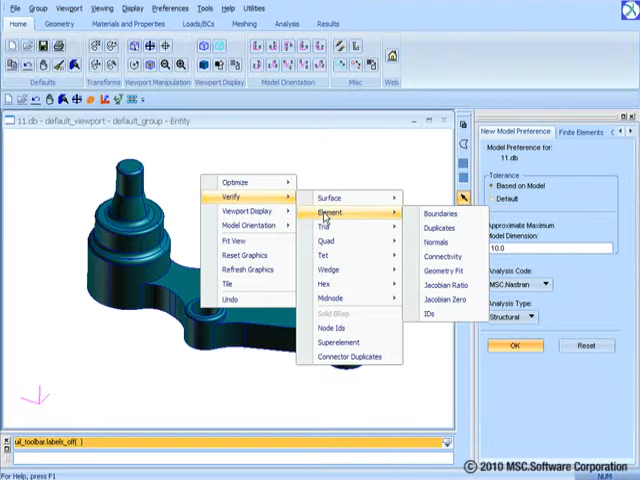 File Group Viewport Viewing Display Preferences Tools Help Utilities
Home Geometry Materials and Properties Loads/BCs Meshing Analysis Results
Defaults Transforms Viewport Manipulation Viewport Display Model Orientation Misc Web
11.db - default_viewport - default_group - Entity
Optimize
Verify
Viewport Display
Model Orientation
Fit View
Reset Graphics
Refresh Graphics
Tile
Undo
Surface
Element
Tria
Quad
Tet
Wedge
Hex
Midnode
Solid BRep
Node Ids
Superelement
Connector Duplicates
Boundaries
Duplicates
Normals
Connectivity
Geometry Fit
Jacobian Ratio
Jacobian Zero
IDs
New Model Preference Finite Elements
Model Preference for:
11.db
Tolerance
Based on Model
Default
Approximate Maximum
Model Dimension:
10.0
Analysis Code:
MSC.Nastran
Analysis Type:
Structural
OK Reset
uil_toolbar.labels_off( )
© 2010 MSC.Software Corporation
For Help, press F1
NUM